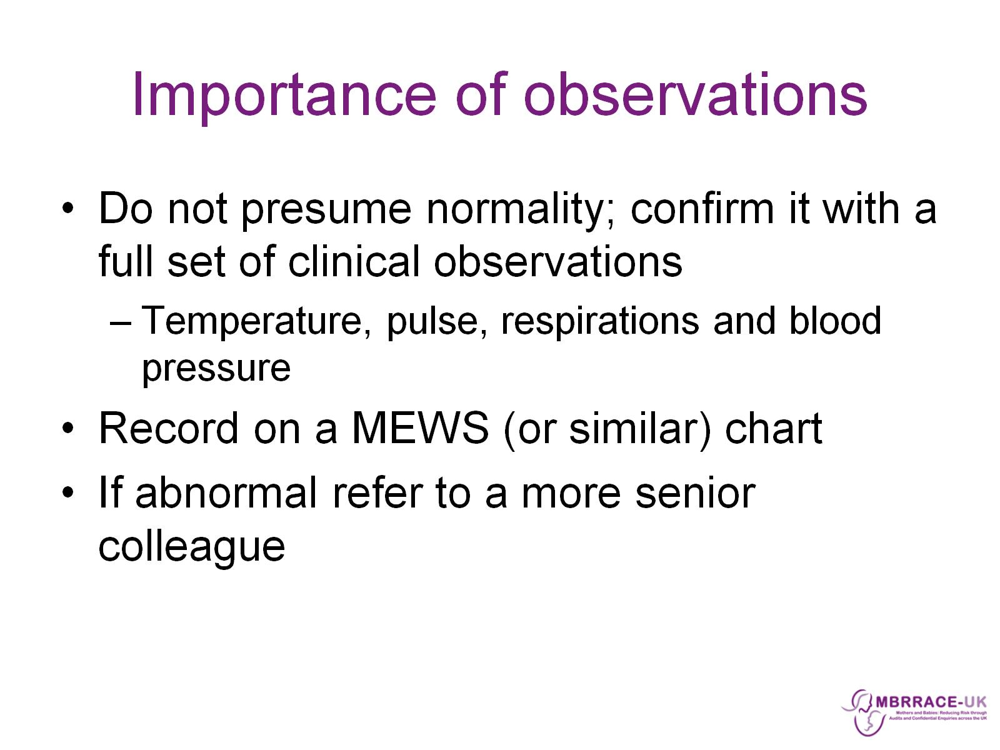 Importance of observations
• Do not presume normality; confirm it with a
full set of clinical observations
– Temperature, pulse, respirations and blood
pressure
• Record on a MEWS (or similar) chart
• If abnormal refer to a more senior
colleague
MBRRACE-UK
Mothers and Babies: Reducing Risk through
Audits and Confidential Enquiries across the UK